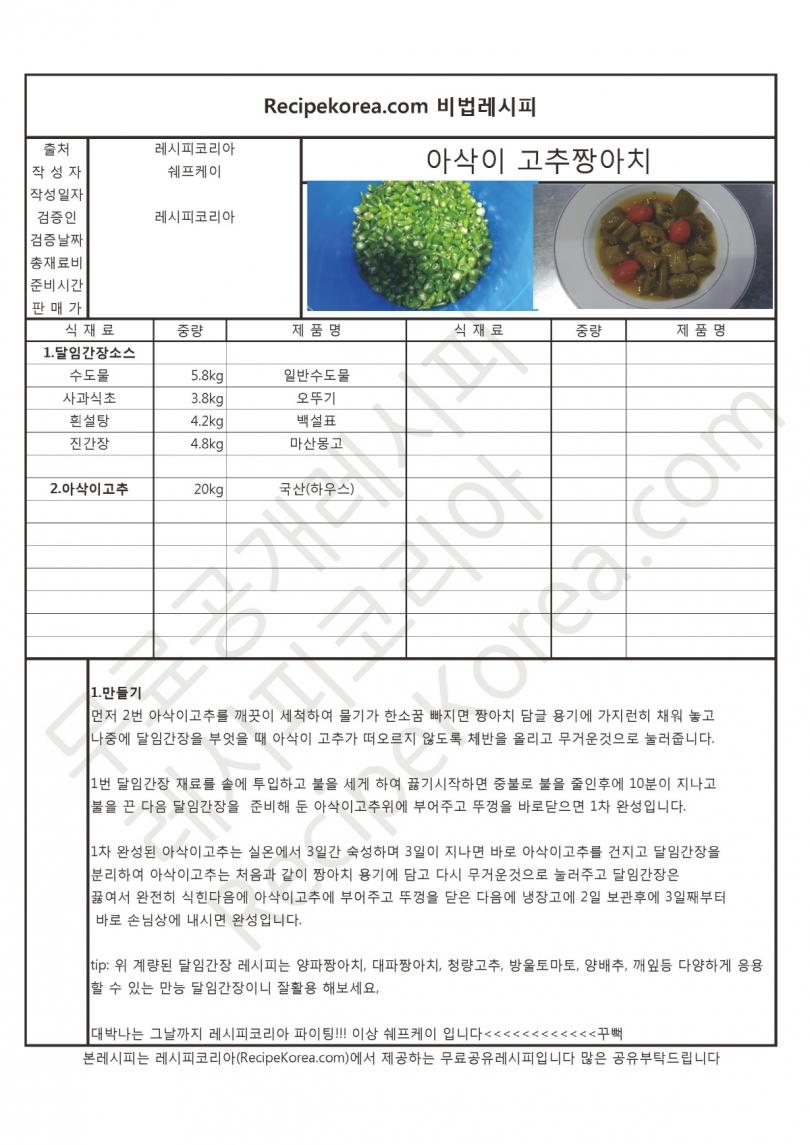 Recipekorea.com 비법레시피
출처 레시피코리아
아삭이 고추짱아치
작 성 자 쉐프케이
작성일자
검증인 레시피코리아
검증날짜
총재료비
준비시간
판 매 가
식 재 료 중량 제 품 명 식 재 료 중량 제 품 명
1.달임간장소스
수도물 5.8kg 일반수도물
사과식초 3.8kg 오뚜기
흰설탕 4.2kg 백설표
진간장 4.8kg 마산몽고
2.아삭이고추 20kg 국산(하우스)
1.만들기
먼저 2번 아삭이고추를 깨끗이 세척하여 물기가 한소꿈 빠지면 짱아치 담글 용기에 가지런히 채워 놓고
나중에 달임간장을 부엇을 때 아삭이 고추가 떠오르지 않도록 체반을 올리고 무거운것으로 눌러줍니다.
1번 달임간장 재료를 솥에 투입하고 불을 세게 하여 끓기시작하면 중불로 불을 줄인후에 10분이 지나고
불을 끈 다음 달임간장을 준비해 둔 아삭이고추위에 부어주고 뚜껑을 바로닫으면 1차 완성입니다.
1차 완성된 아삭이고추는 실온에서 3일간 숙성하며 3일이 지나면 바로 아삭이고추를 건지고 달임간장을
분리하여 아삭이고추는 처음과 같이 짱아치 용기에 담고 다시 무거운것으로 눌러주고 달임간장은
끓여서 완전히 식힌다음에 아삭이고추에 부어주고 뚜껑을 닫은 다음에 냉장고에 2일 보관후에 3일째부터
바로 손님상에 내시면 완성입니다.
tip: 위 계량된 달임간장 레시피는 양파짱아치, 대파짱아치, 청량고추, 방울토마토, 양배추, 깨잎등 다양하게 응용
할 수 있는 만능 달임간장이니 잘활용 해보세요,
대박나는 그날까지 레시피코리아 파이팅!!! 이상 쉐프케이 입니다<<<<<<<<<<<<꾸뻑
본레시피는 레시피코리아(RecipeKorea.com)에서 제공하는 무료공유레시피입니다 많은 공유부탁드립니다
무료공개레시피
레시피코리아
RecipeKorea.com